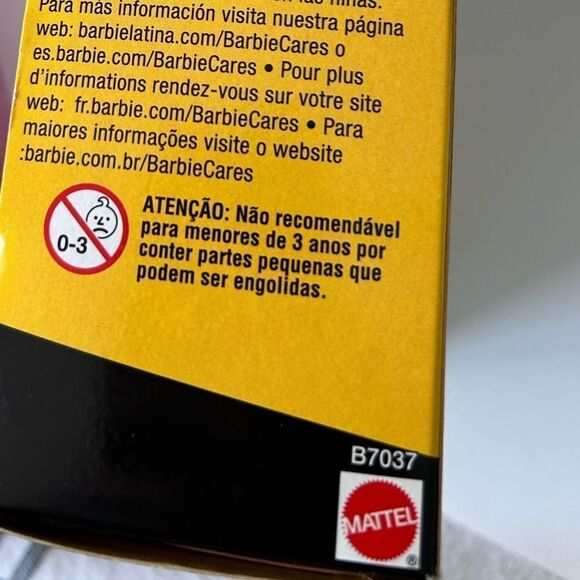 Para más información visita nuestra página
web: barbielatina.com/BarbieCares o
es.barbie.com/BarbieCares • Pour plus
d'informations rendez-vous sur votre site
web: fr.barbie.com/BarbieCares • Para
maiores informações visite o website
:barbie.com.br/BarbieCares
0-3
ATENÇÃO: Não recomendável
para menores de 3 anos por
conter partes pequenas que
podem ser engolidas.
B7037
MATTEL
®